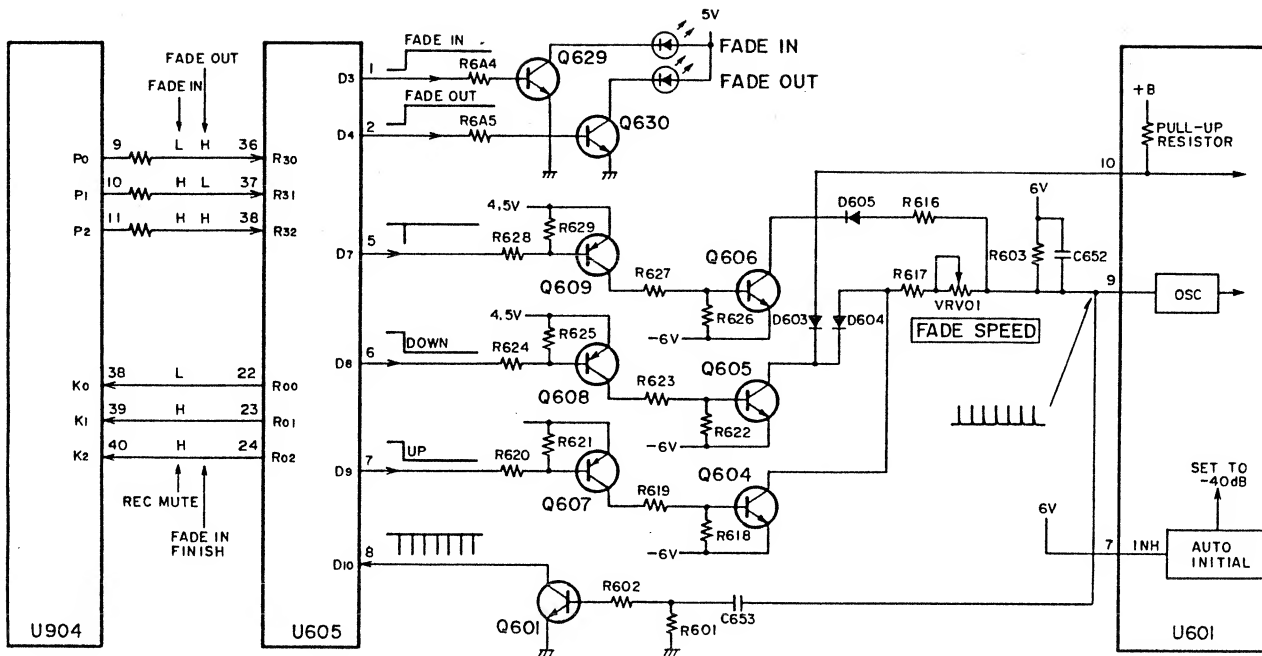 FADE OUT
FADE IN
P0 9 L H 36 R30
P1 10 H L 37 R31
P2 11 H H 38 R32
K0 38 L 22 R00
K1 39 H 23 R01
K2 40 H 24 R02
REC MUTE
FADE IN
FINISH
U904
U605
FADE IN
D3 1 R6A4 Q629
FADE OUT
D4 2 R6A5 Q630
5V
FADE IN
FADE OUT
4.5V
D7 5 R628 R629
Q609
R627
Q606
R626
-6V
D605 R616
4.5V
D8 6 DOWN R624 R625
Q608
R623
Q605
R622
-6V
D603 D604
R617
VRV01
FADE SPEED
D9 7 UP R620 R621
Q607
R619
Q604
R618
-6V
D10 8
Q601
R602
R601
C653
6V
R603 C652
+B
PULL-UP
RESISTOR
10
9
OSC
SET TO
-40dB
6V
7 INH
AUTO
INITIAL
U601